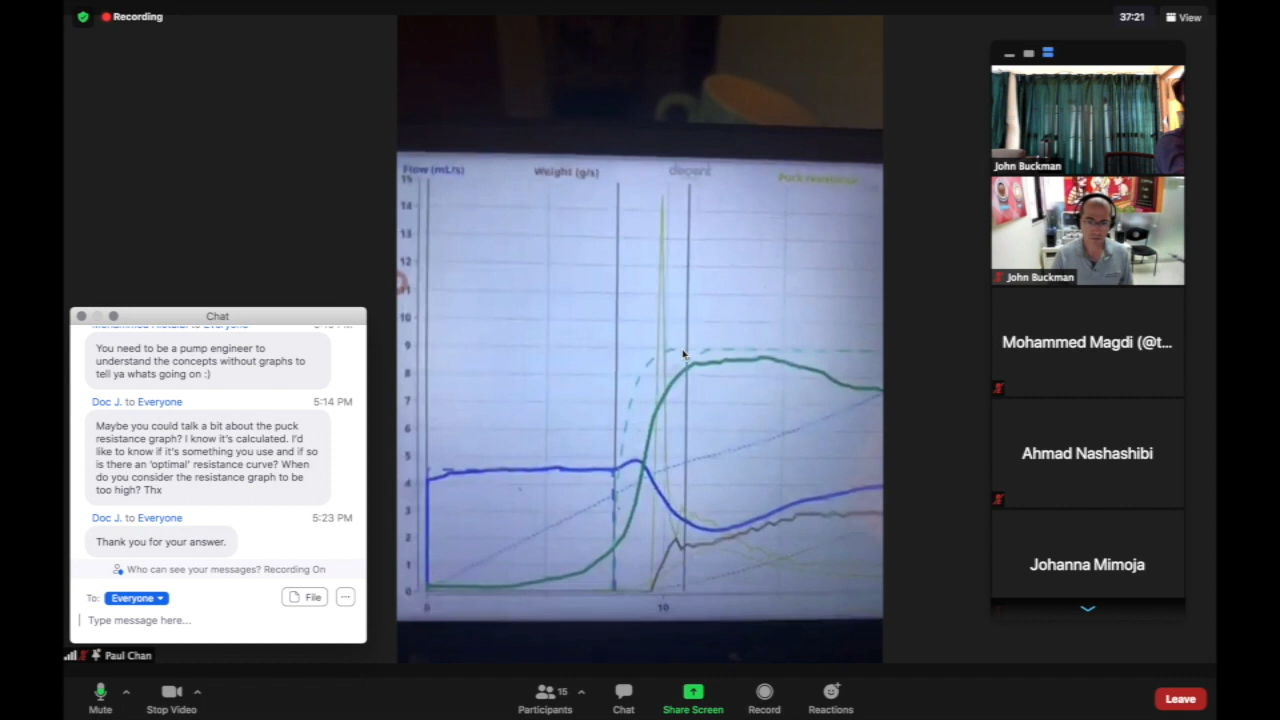 Recording
37:21
View
Flow (mL/s)
Weight (g/s)
Puck resistance
15
14
13
12
11
10
9
8
7
6
5
4
3
2
1
0
0
10
Chat
You need to be a pump engineer to
understand the concepts without graphs to
tell ya whats going on :)
Doc J. to Everyone
5:14 PM
Maybe you could talk a bit about the puck
resistance graph? I know it's calculated. I'd
like to know if it's something you use and if so
is there an 'optimal' resistance curve? When
do you consider the resistance graph to be
too high? Thx
Doc J. to Everyone
5:23 PM
Thank you for your answer.
Who can see your messages? Recording On
To: Everyone
File
Type message here...
Paul Chan
John Buckman
John Buckman
Mohammed Magdi (@t...
Ahmad Nashashibi
Johanna Mimoja
Mute
Stop Video
Participants
15
Chat
Share Screen
Record
Reactions
Leave